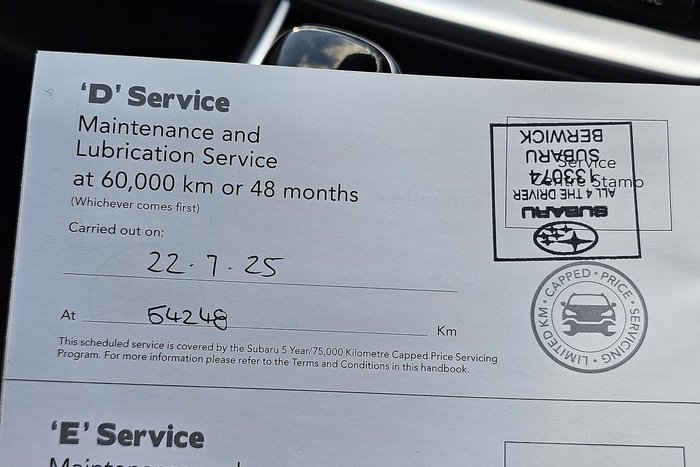 'D' Service
Maintenance and
Lubrication Service
at 60,000 km or 48 months
(Whichever comes first)
Carried out on:
22.7.25
At 54248 Km
This scheduled service is covered by the Subaru 5 Year/75,000 Kilometre Capped Price Servicing
Program. For more information please refer to the Terms and Conditions in this handbook.
Service
Centre Stamp
SUBARU
ALL 4 THE DRIVER
133074
SUBARU
BERWICK
CAPPED • PRICE • SERVICING • LIMITED KM •
'E' Service